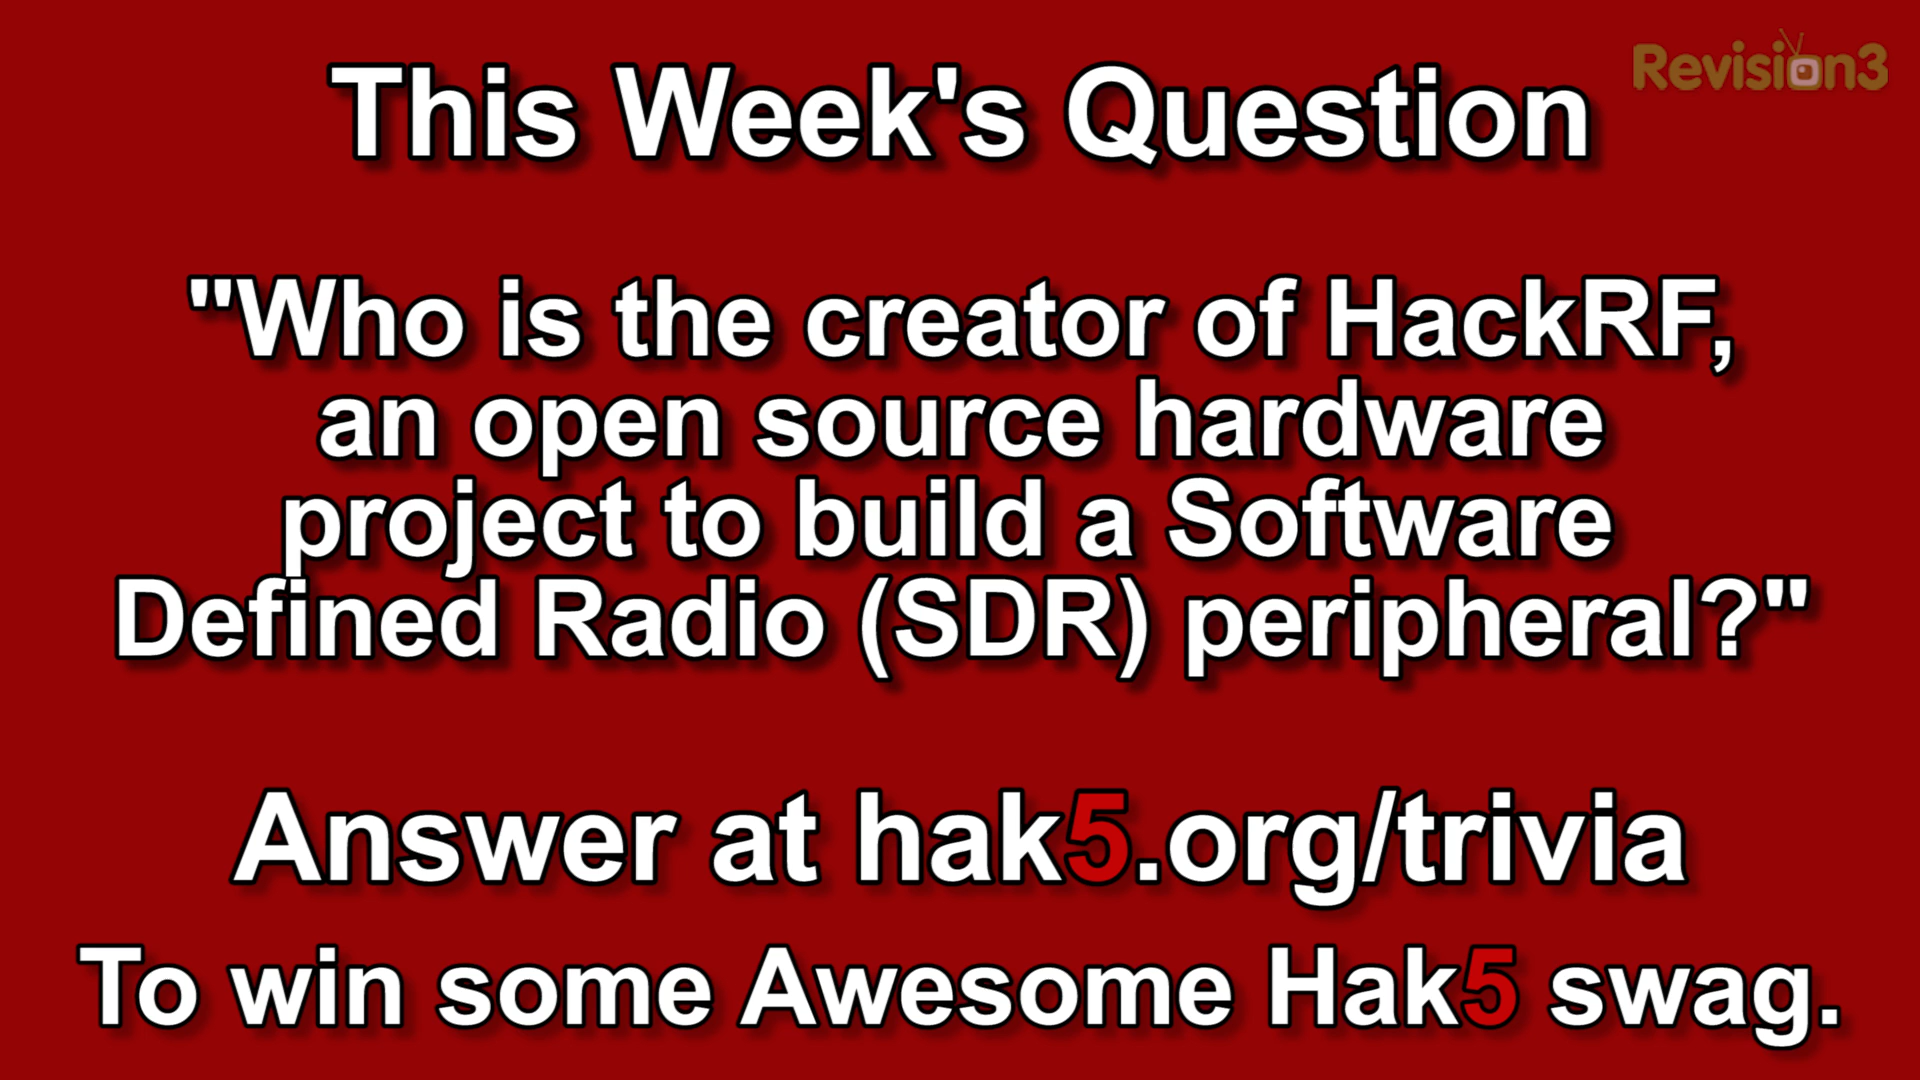 Revision3
This Week's Question
"Who is the creator of HackRF,
an open source hardware
project to build a Software
Defined Radio (SDR) peripheral?"
Answer at hak5.org/trivia
To win some Awesome Hak5 swag.